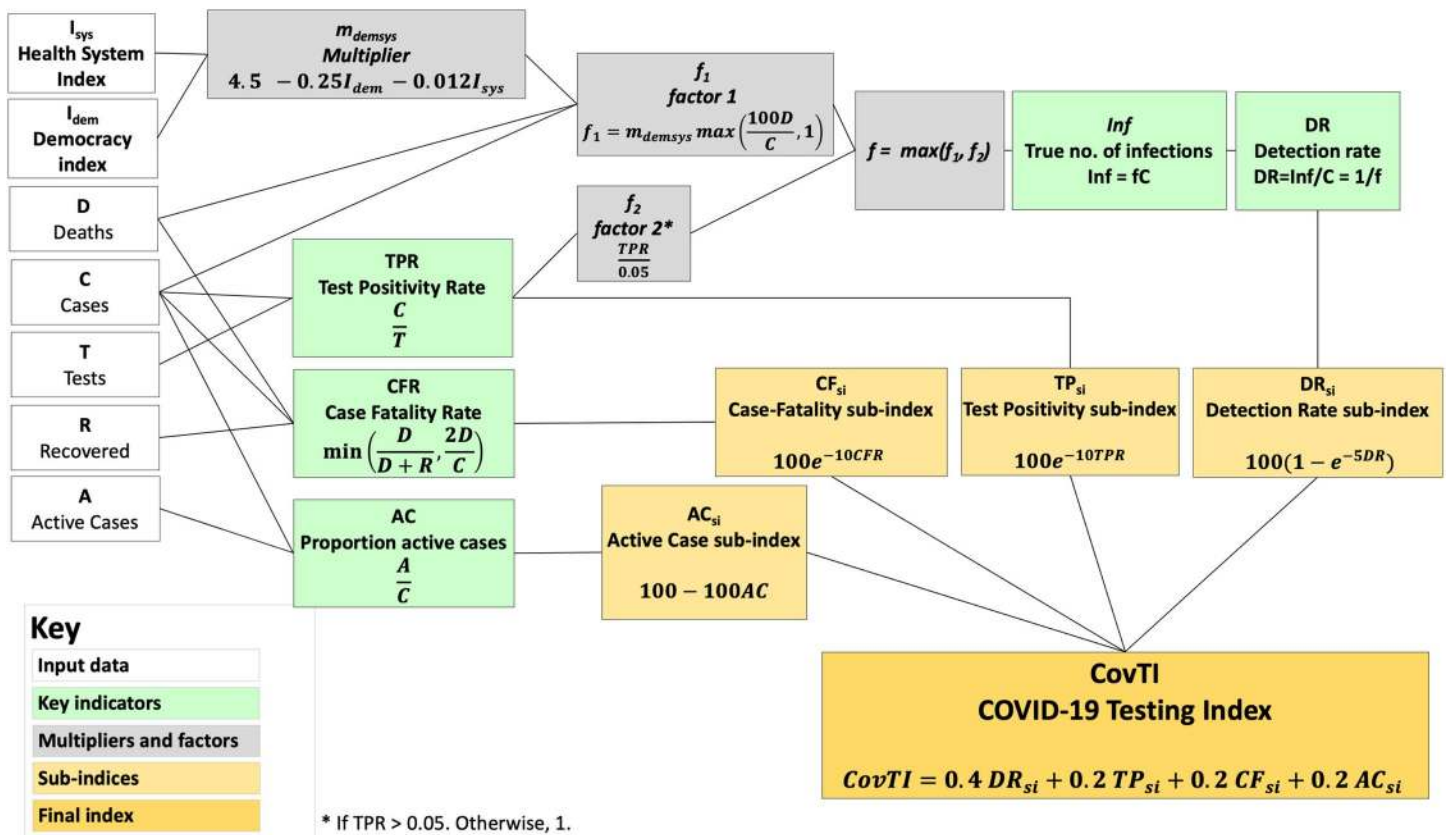 I_sys
Health System
Index
I_dem
Democracy
index
D
Deaths
C
Cases
T
Tests
R
Recovered
A
Active Cases
m_demsys
Multiplier
4.5 − 0.25I_dem − 0.012I_sys
f_1
factor 1
f_1 = m_demsys max(100D/C, 1)
f_2
factor 2*
TPR/0.05
f = max(f_1, f_2)
Inf
True no. of infections
Inf = fC
DR
Detection rate
DR=Inf/C = 1/f
TPR
Test Positivity Rate
C/T
CFR
Case Fatality Rate
min(D/(D + R), 2D/C)
AC
Proportion active cases
A/C
CF_si
Case-Fatality sub-index
100e^−10CFR
TP_si
Test Positivity sub-index
100e^−10TPR
DR_si
Detection Rate sub-index
100(1 − e^−5DR)
AC_si
Active Case sub-index
100 − 100AC
CovTI
COVID-19 Testing Index
CovTI = 0.4 DR_si + 0.2 TP_si + 0.2 CF_si + 0.2 AC_si
Key
Input data
Key indicators
Multipliers and factors
Sub-indices
Final index
* If TPR > 0.05. Otherwise, 1.